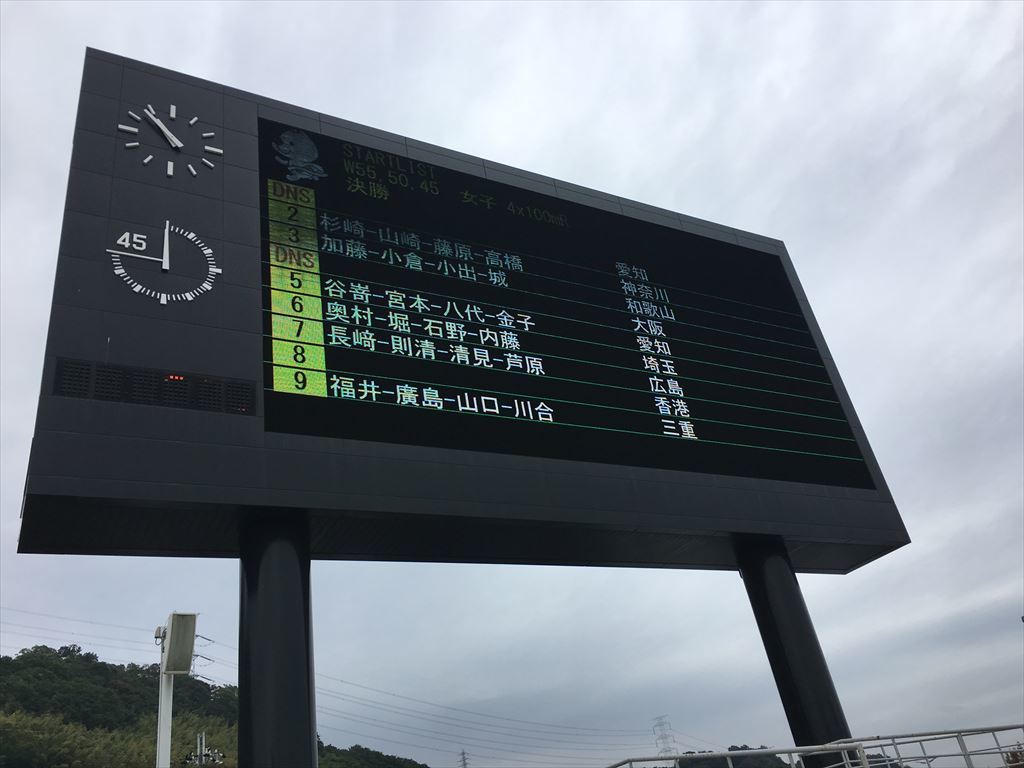 45
STARTLIST
W55,50.45 女子 4x100mR
決勝
DNS 愛知
2 杉崎-山崎-藤原-高橋 神奈川
3 加藤-小倉-小出-城 和歌山
DNS 大阪
5 谷嵜-宮本-八代-金子 愛知
6 奥村-堀-石野-内藤 埼玉
7 長﨑-則清-清見-芦原 広島
8 香港
9 福井-廣島-山口-川合 三重